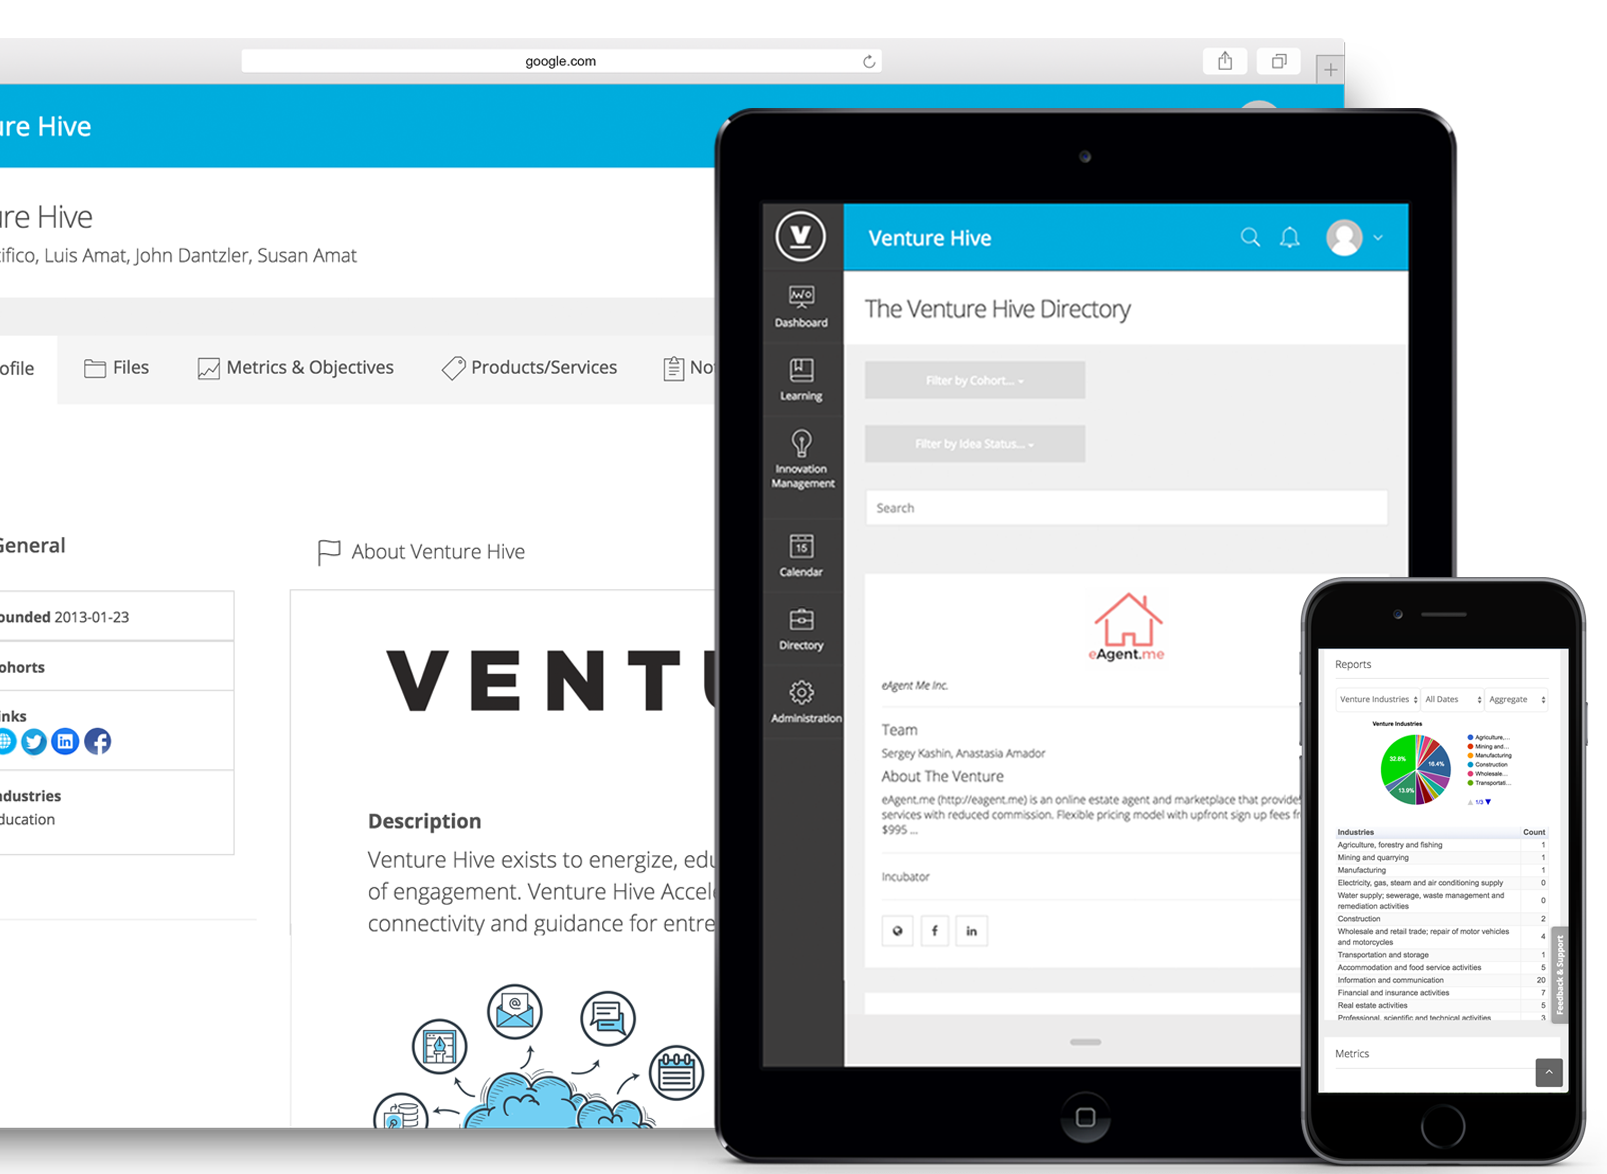 google.com
ure Hive
ure Hive
ifico, Luis Amat, John Dantzler, Susan Amat
ofile
Files
Metrics & Objectives
Products/Services
No
General
About Venture Hive
ounded 2013-01-23
ohorts
inks
ndustries
ducation
VENTU
Description
Venture Hive exists to energize, edu
of engagement. Venture Hive Accel
connectivity and guidance for entre
Venture Hive
Dashboard
Learning
Innovation
Management
15
Calendar
Directory
Administration
The Venture Hive Directory
Filter by Cohort...
Filter by Idea Status...
Search
eAgent.me
eAgent Me Inc.
Team
Sergey Kashin, Anastasia Amador
About The Venture
eAgent.me (http://eagent.me) is an online estate agent and marketplace that provides
services with reduced commission. Flexible pricing model with upfront sign up fees fr
$995 ...
Incubator
Reports
Venture Industries
All Dates
Aggregate
Venture Industries
32.8%
16.4%
13.9%
Agriculture,...
Mining and...
Manufacturing
Construction
Wholesale...
Transportati...
1/3
Industries Count
Agriculture, forestry and fishing 1
Mining and quarrying 1
Manufacturing 1
Electricity, gas, steam and air conditioning supply 0
Water supply; sewerage, waste management and
remediation activities 0
Construction 2
Wholesale and retail trade; repair of motor vehicles
and motorcycles 4
Transportation and storage 1
Accommodation and food service activities 5
Information and communication 20
Financial and insurance activities 7
Real estate activities 5
Professional, scientific and technical activities 3
Feedback & Support
Metrics